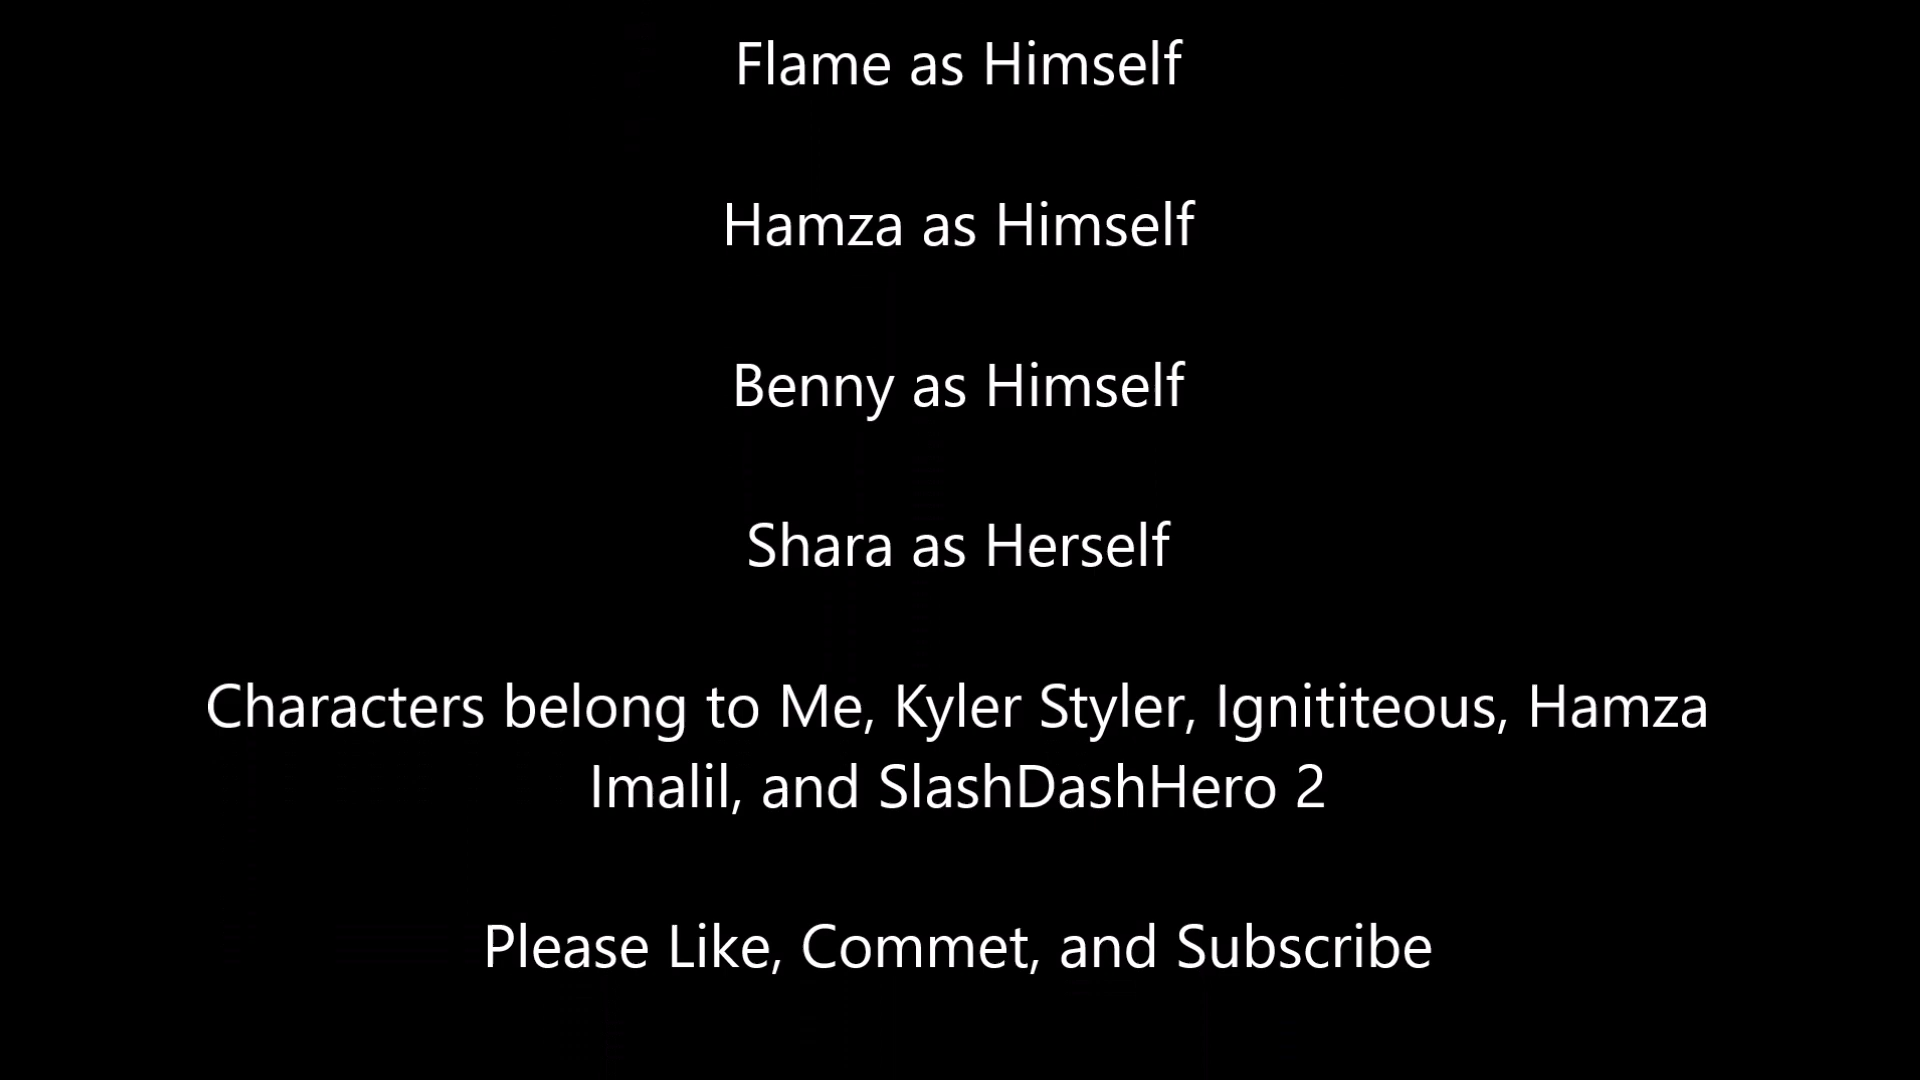 Flame as Himself
Hamza as Himself
Benny as Himself
Shara as Herself
Characters belong to Me, Kyler Styler, Ignititeous, Hamza
Imalil, and SlashDashHero 2
Please Like, Commet, and Subscribe